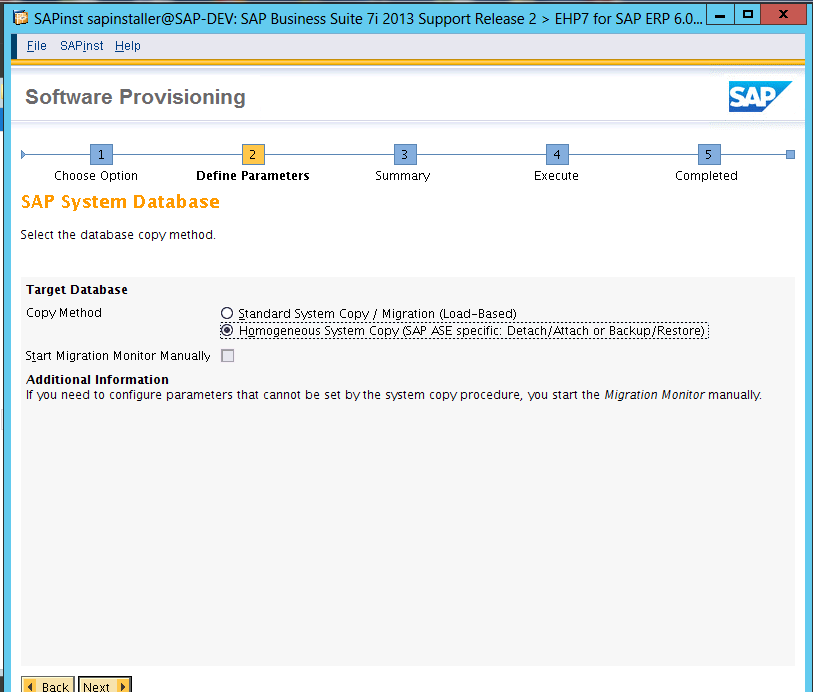 SAPinst sapinstaller@SAP-DEV: SAP Business Suite 7i 2013 Support Release 2 > EHP7 for SAP ERP 6.0...
File SAPinst Help
Software Provisioning
SAP
1 2 3 4 5
Choose Option Define Parameters Summary Execute Completed
SAP System Database
Select the database copy method.
Target Database
Copy Method
Standard System Copy / Migration (Load-Based)
Homogeneous System Copy (SAP ASE specific: Detach/Attach or Backup/Restore)
Start Migration Monitor Manually
Additional Information
If you need to configure parameters that cannot be set by the system copy procedure, you start the Migration Monitor manually.
Back Next